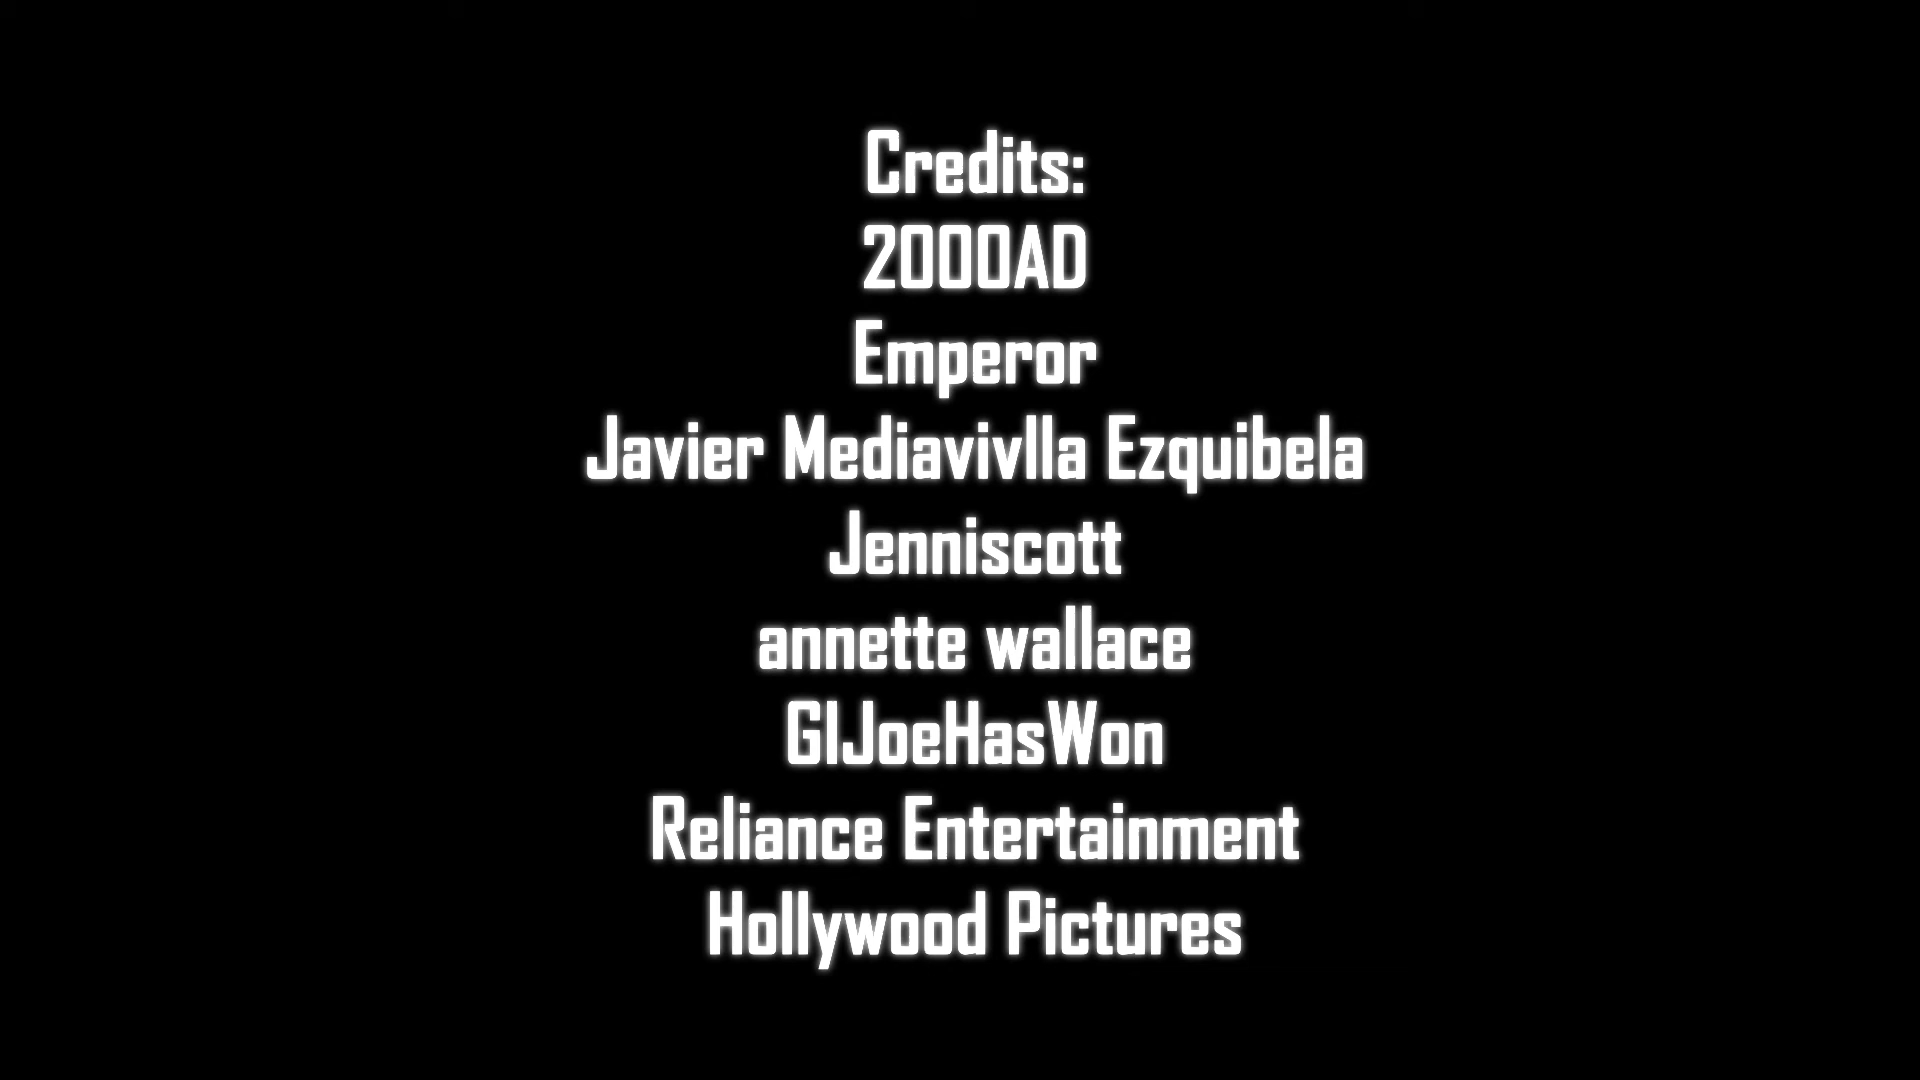 Credits:
2000AD
Emperor
Javier Mediavivlla Ezquibela
Jenniscott
annette wallace
GIJoeHasWon
Reliance Entertainment
Hollywood Pictures